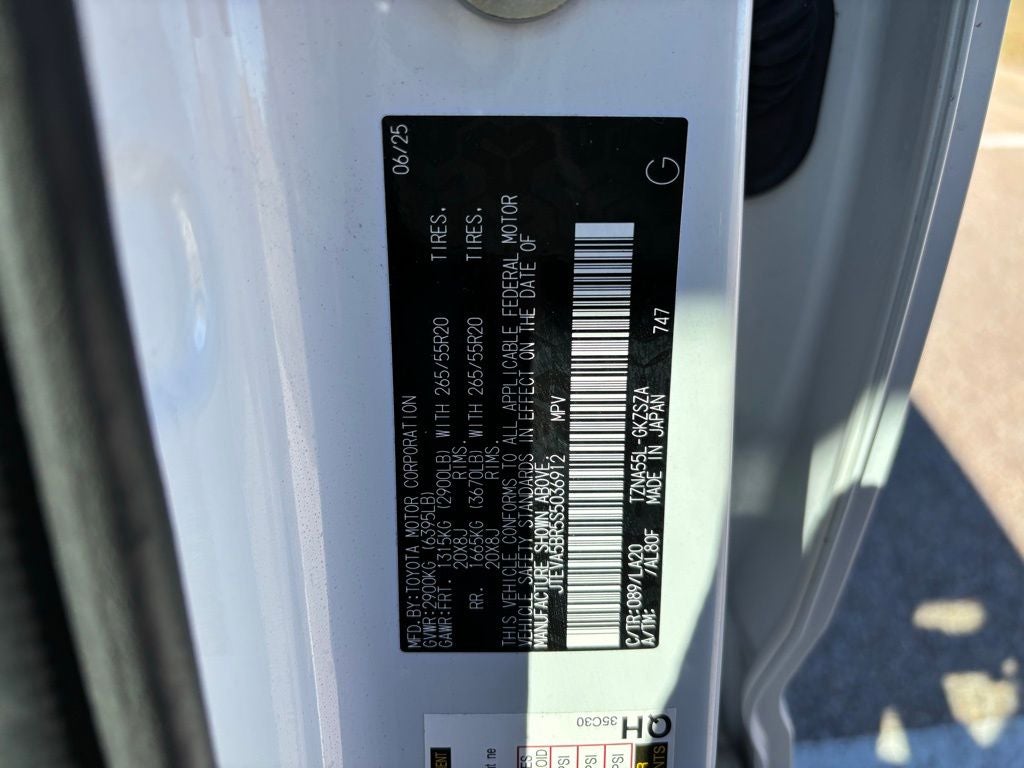 MFD.BY:TOYOTA MOTOR CORPORATION 06/25
GVWR:2900KG (6395LB)
GAWR:FRT. 1315KG (2900LB) WITH 265/55R20 TIRES,
20X8J RIMS.
RR. 1665KG (3670LB) WITH 265/55R20 TIRES,
20X8J RIMS.
THIS VEHICLE CONFORMS TO ALL APPLICABLE FEDERAL MOTOR
VEHICLE SAFETY STANDARDS IN EFFECT ON THE DATE OF
MANUFACTURE SHOWN ABOVE.
JTEVA5BR5S5036912 MPV
C/TR:089/LA20 TZNA55L-GKZSZA
A/TM: /AL80F MADE IN JAPAN 747
G
QH
35C30